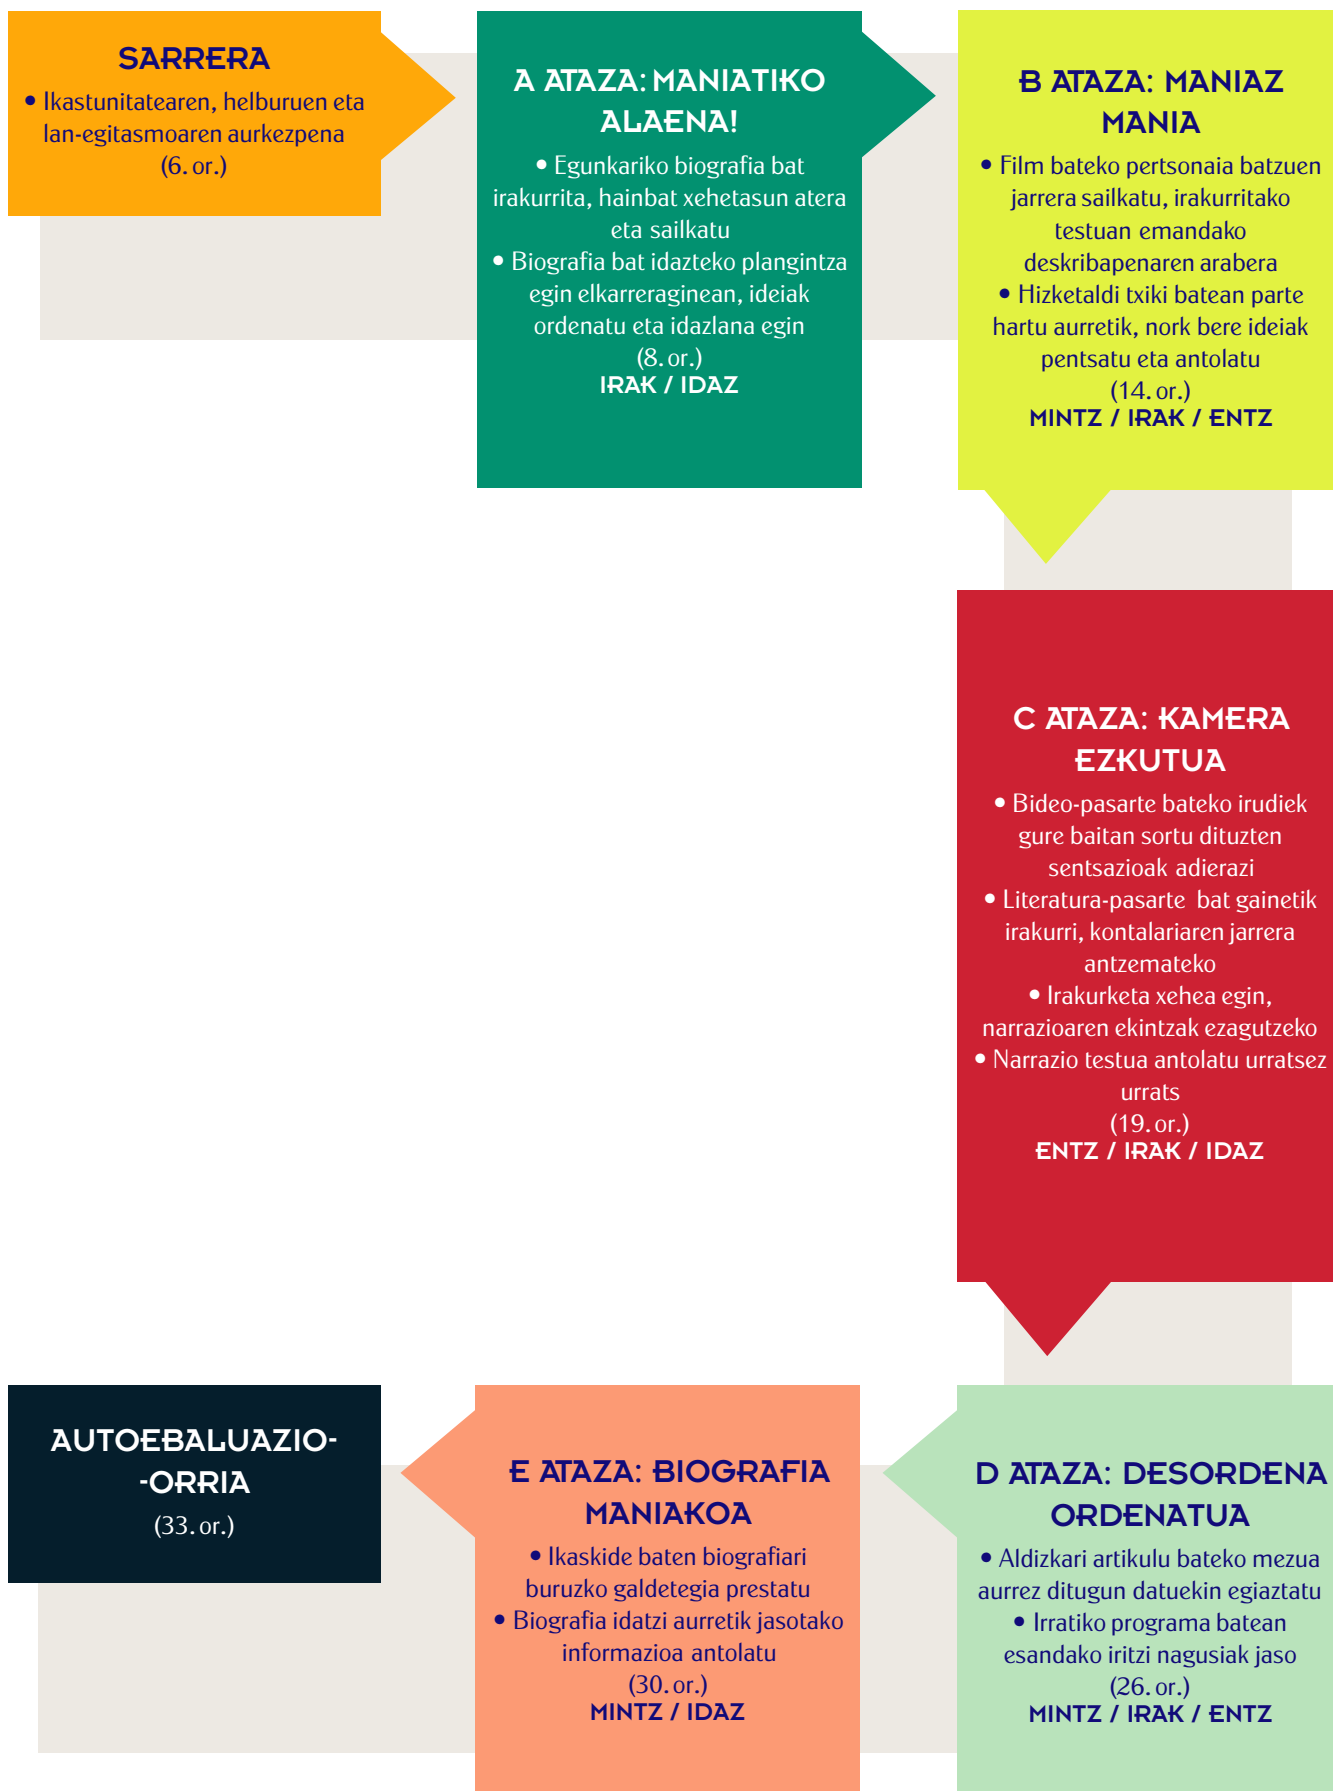 SARRERA
• Ikastunitatearen, helburuen eta
lan-egitasmoaren aurkezpena
(6. or.)
A ATAZA: MANIATIKO
ALAENA!
• Egunkariko biografia bat
irakurrita, hainbat xehetasun atera
eta sailkatu
• Biografia bat idazteko plangintza
egin elkarreraginean, ideiak
ordenatu eta idazlana egin
(8. or.)
IRAK / IDAZ
B ATAZA: MANIAZ
MANIA
• Film bateko pertsonaia batzuen
jarrera sailkatu, irakurritako
testuan emandako
deskribapenaren arabera
• Hizketaldi txiki batean parte
hartu aurretik, nork bere ideiak
pentsatu eta antolatu
(14. or.)
MINTZ / IRAK / ENTZ
C ATAZA: KAMERA
EZKUTUA
• Bideo-pasarte bateko irudiek
gure baitan sortu dituzten
sentsazioak adierazi
• Literatura-pasarte bat gainetik
irakurri, kontalariaren jarrera
antzemateko
• Irakurketa xehea egin,
narrazioaren ekintzak ezagutzeko
• Narrazio testua antolatu urratsez
urrats
(19. or.)
ENTZ / IRAK / IDAZ
D ATAZA: DESORDENA
ORDENATUA
• Aldizkari artikulu bateko mezua
aurrez ditugun datuekin egiaztatu
• Irratiko programa batean
esandako iritzi nagusiak jaso
(26. or.)
MINTZ / IRAK / ENTZ
E ATAZA: BIOGRAFIA
MANIAKOA
• Ikaskide baten biografiari
buruzko galdetegia prestatu
• Biografia idatzi aurretik jasotako
informazioa antolatu
(30. or.)
MINTZ / IDAZ
AUTOEBALUAZIO-
-ORRIA
(33. or.)